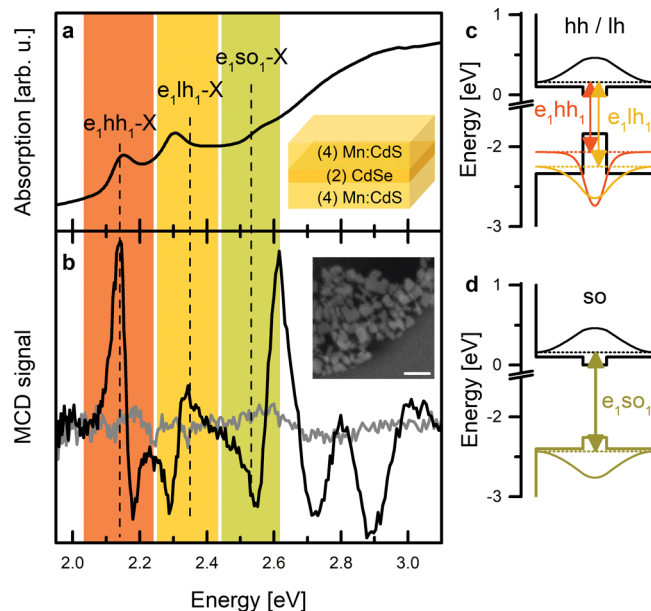 a
e₁so₁-X
e₁lh₁-X
e₁hh₁-X
Absorption [arb. u.]
(4) Mn:CdS
(2) CdSe
(4) Mn:CdS
b
MCD signal
2.0 2.2 2.4 2.6 2.8 3.0
Energy [eV]
c
hh / lh
1
0
-2
-3
Energy [eV]
e₁hh₁
e₁lh₁
d
so
1
0
-2
-3
Energy [eV]
e₁so₁